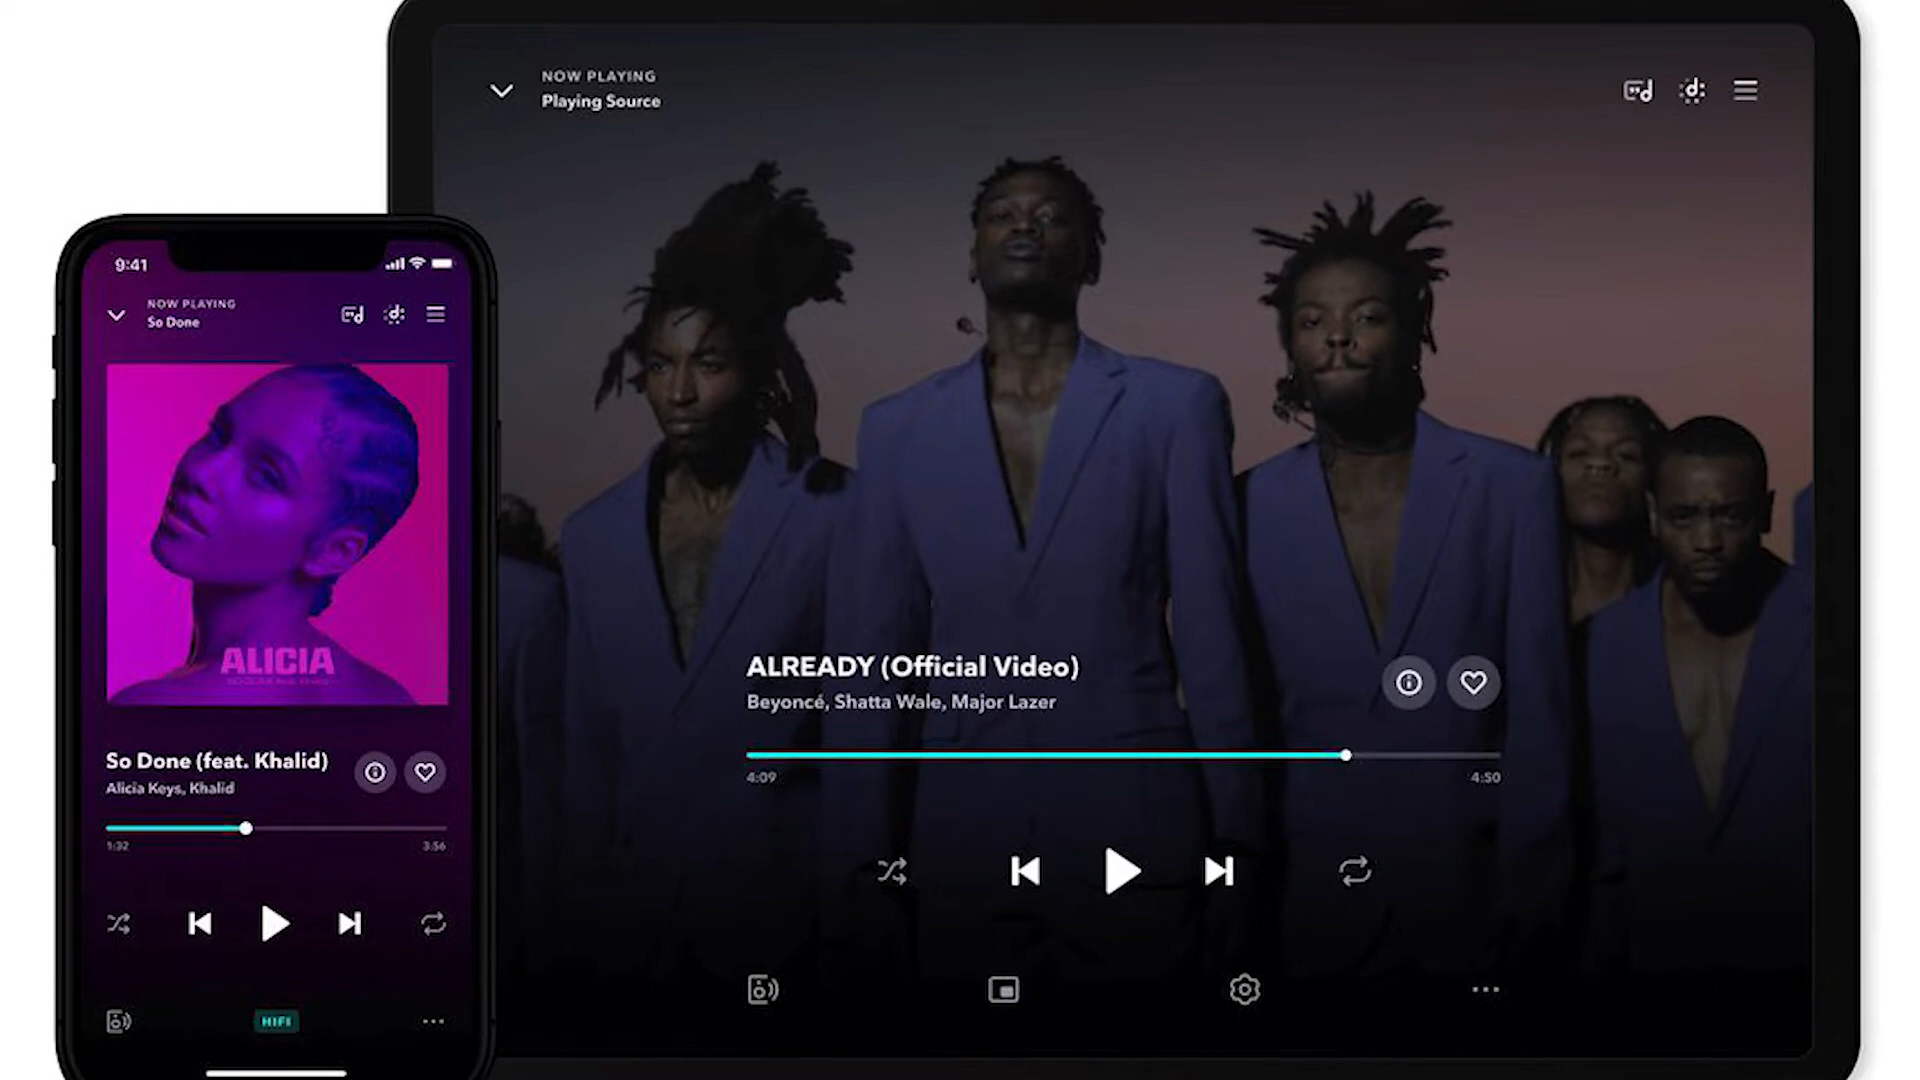 NOW PLAYING
Playing Source
9:41
NOW PLAYING
So Done
ALICIA
ALREADY (Official Video)
Beyoncé, Shatta Wale, Major Lazer
4:09
4:50
So Done (feat. Khalid)
Alicia Keys, Khalid
1:32
3:56
HIFI